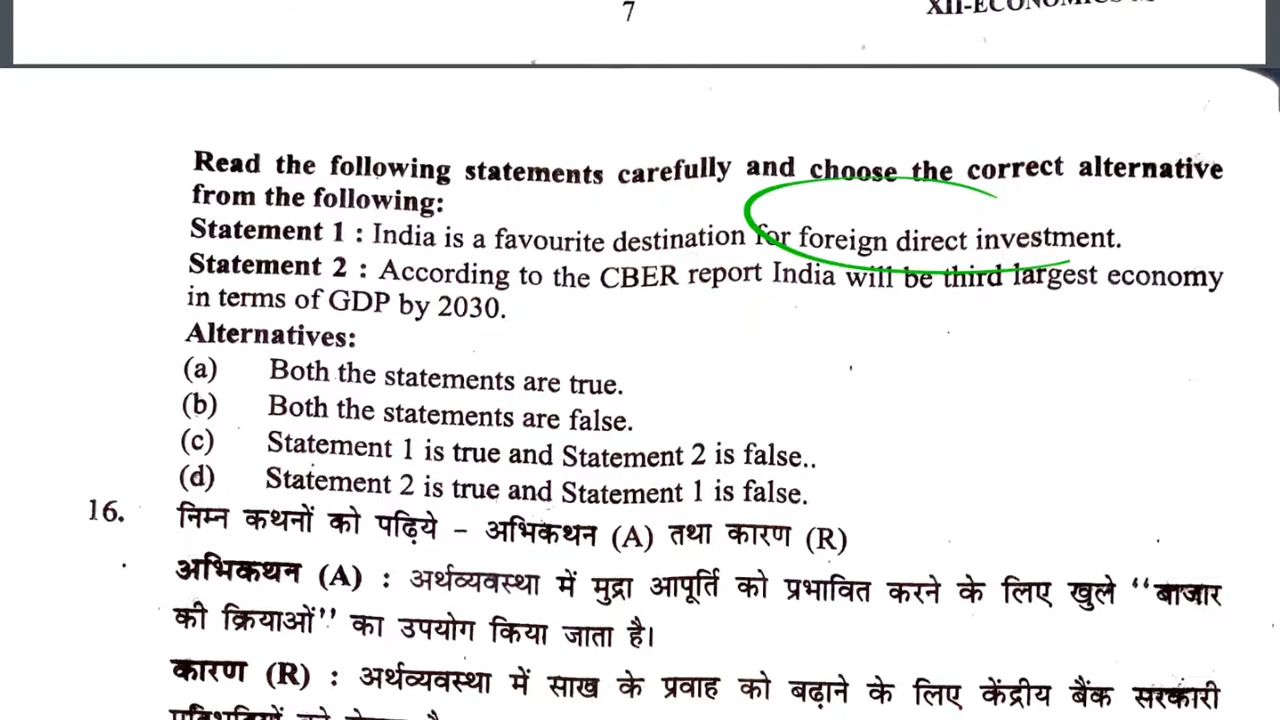 7
Read the following statements carefully and choose the correct alternative
from the following:
Statement 1 : India is a favourite destination for foreign direct investment.
Statement 2 : According to the CBER report India will be third largest economy
in terms of GDP by 2030.
Alternatives:
(a) Both the statements are true.
(b) Both the statements are false.
(c) Statement 1 is true and Statement 2 is false..
(d) Statement 2 is true and Statement 1 is false.
16. निम्न कथनों को पढ़िये - अभिकथन (A) तथा कारण (R)
अभिकथन (A) : अर्थव्यवस्था में मुद्रा आपूर्ति को प्रभावित करने के लिए खुले "बाजार
की क्रियाओं" का उपयोग किया जाता है।
कारण (R) : अर्थव्यवस्था में साख के प्रवाह को बढ़ाने के लिए केंद्रीय बैंक सरकारी